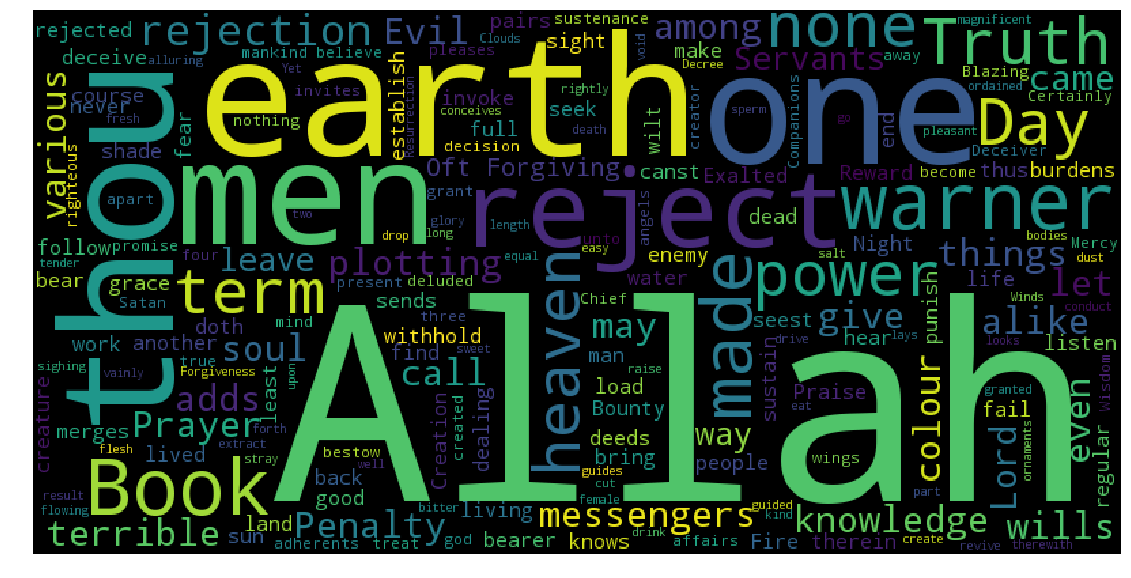 rejected
rejection
Evil
pairs
sustenance
among
none
Truth
magnificent
deceive
alluring
mankind
believe
pleases
Clouds
sight
make
Decree
Servants
away
Blazing
ordained
came
Certainly
course
never
fresh
Yet
invites
invoke
nothing
conceives
Resurrection
establish
earth
void
rightly
seek
death
full
decision
wilt
creator
sperm
one
Companions
go
end
pleasant
Day
Deceiver
various
righteous
shade
fear
thou
apart
men
two
Oft Forgiving
canst
Exalted
Reward
become
thus
burdens
grant
glory
length
reject
unto
angels
dead
warner
equal
easy
enemy
salt
Night
bodies
Mercy
dust
follow
promise
drop
long
tender
four
leave
plotting
bear
grace
Satan
term
present
deluded
heaven
water
made
power
things
life
let
sends
Chief
Winds
conduct
doth
mind
three
withhold
may
seest
give
punish
alike
listen
work
another
soul
find
man
hear
lays
looks
sighing
true
vainly
Forgiveness
least
upon
sweet
call
drive
raise
load
sustain
Praise
eat
colour
granted
fail
Wisdom
even
creature
adds
Bounty
merges
Prayer
forth
Creation
created
dealing
deeds
way
Lord
ornaments
regular
lived
extract
bestow
bring
people
wings
flesh
stray
well
back
guides
cut
guided
part
Book
Allah
good
female
kind
result
flowing
land
Penalty
living
bitter
messengers
drink
knowledge
create
wills
terrible
sun
adherents
treat
god
bearer
knows
affairs
Fire
therein
revive
therewith